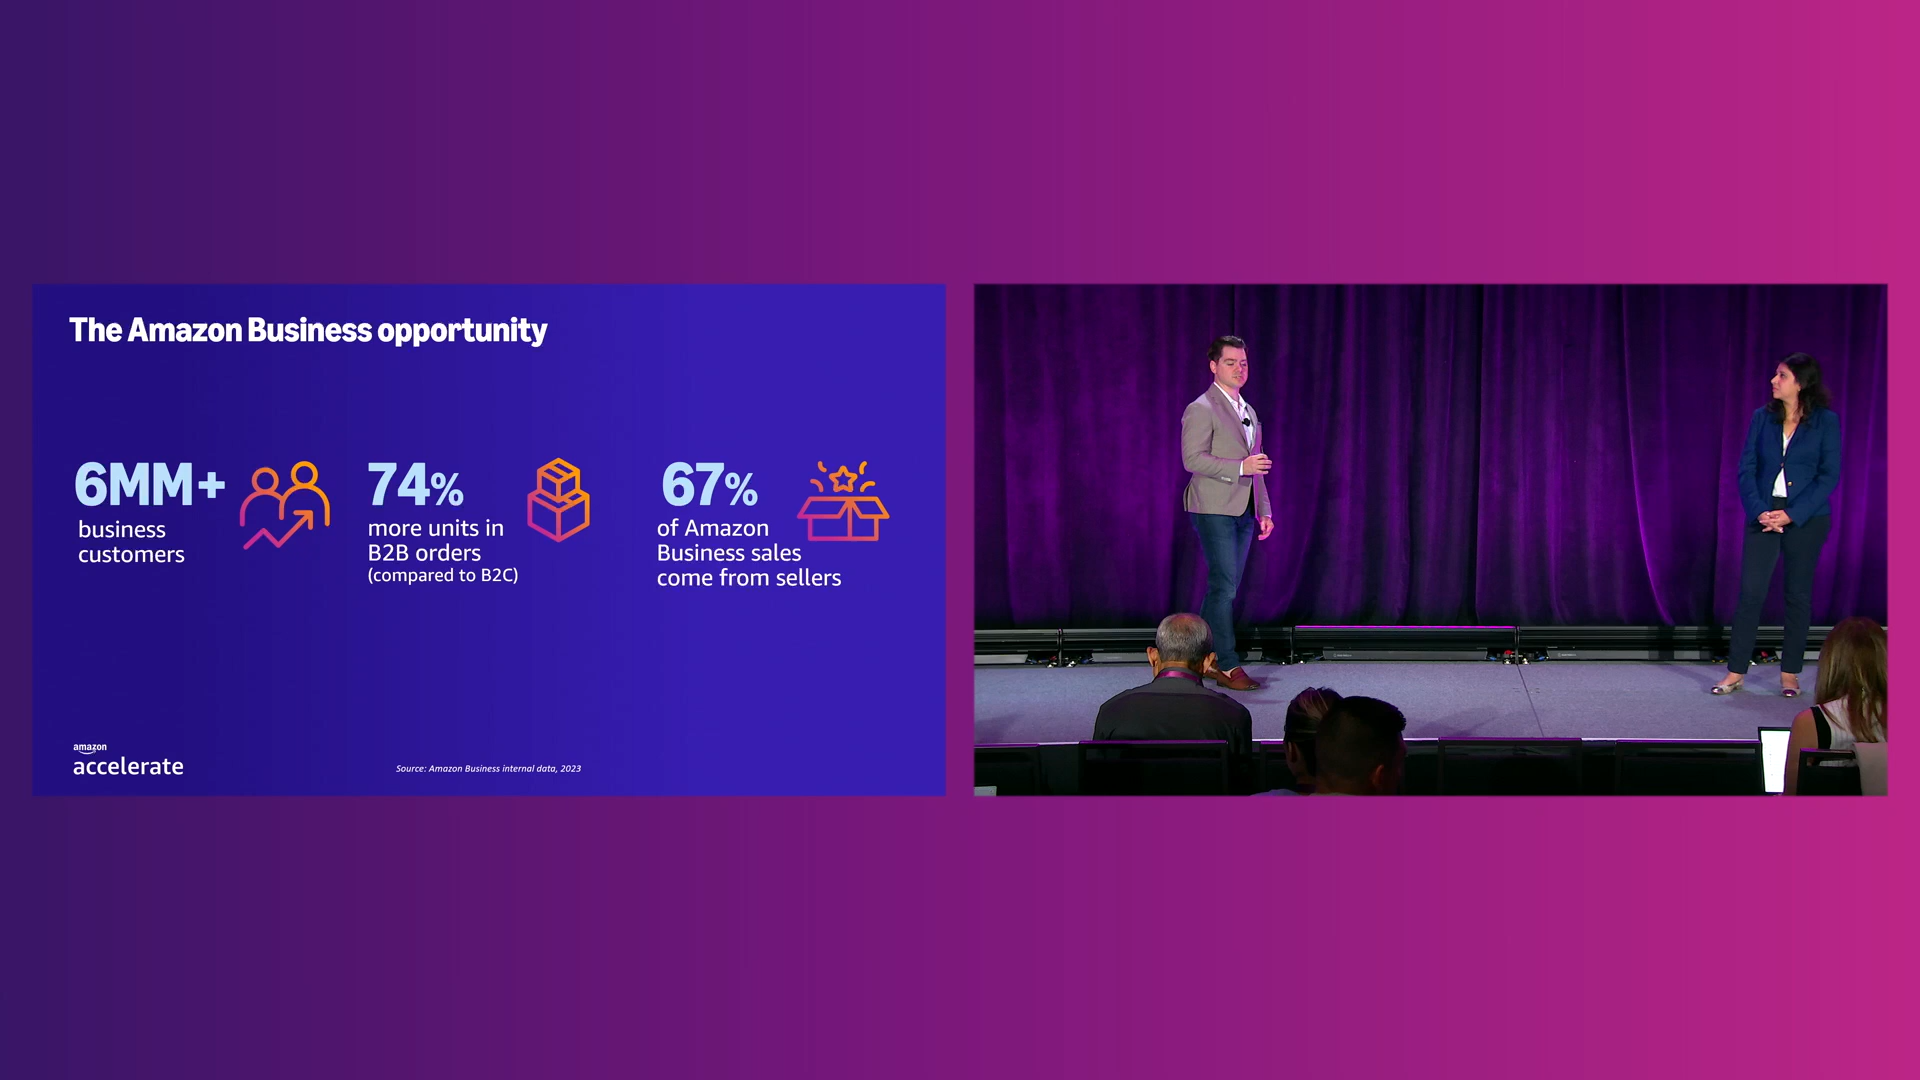 The Amazon Business opportunity
6MM+
business
customers
74%
more units in
B2B orders
(compared to B2C)
67%
of Amazon
Business sales
come from sellers
amazon
accelerate
Source: Amazon Business internal data, 2023